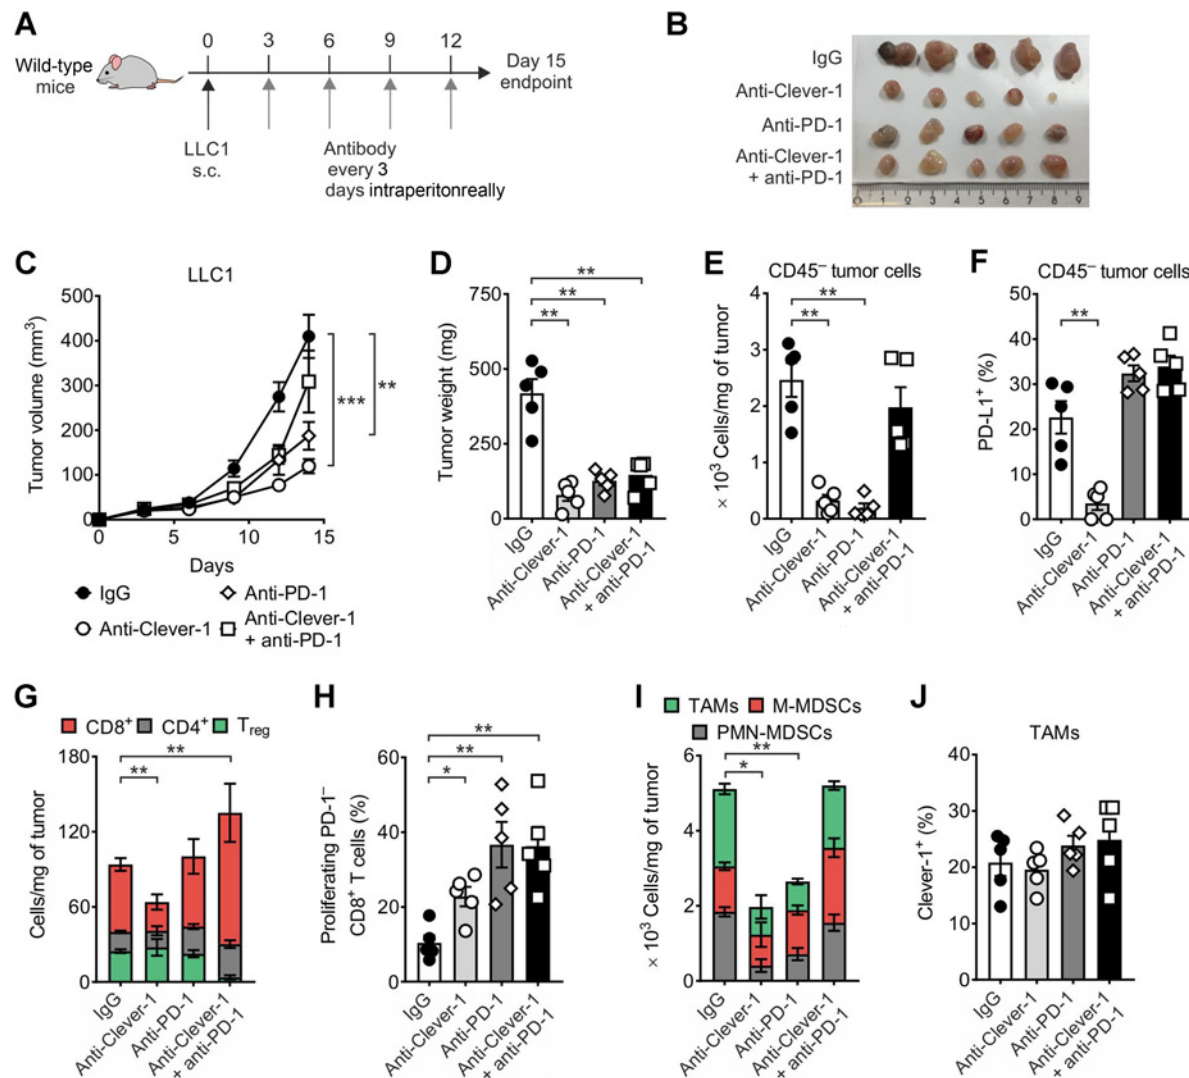 A
0 3 6 9 12
Wild-type
mice
Day 15
endpoint
LLC1
s.c.
Antibody
every 3
days intraperitonreally
B
IgG
Anti-Clever-1
Anti-PD-1
Anti-Clever-1
+ anti-PD-1
0 1 2 3 4 5 6 7 8 9
C
LLC1
Tumor volume (mm³)
500
400
300
200
100
0
0 5 10 15
Days
***
**
IgG
Anti-Clever-1
Anti-PD-1
Anti-Clever-1
+ anti-PD-1
D
Tumor weight (mg)
750
500
250
0
**
**
**
IgG
Anti-Clever-1
Anti-PD-1
Anti-Clever-1
+ anti-PD-1
E
CD45⁻ tumor cells
× 10³ Cells/mg of tumor
4
3
2
1
0
**
**
IgG
Anti-Clever-1
Anti-PD-1
Anti-Clever-1
+ anti-PD-1
F
CD45⁻ tumor cells
PD-L1⁺ (%)
50
40
30
20
10
0
**
IgG
Anti-Clever-1
Anti-PD-1
Anti-Clever-1
+ anti-PD-1
G
CD8⁺ CD4⁺ Treg
Cells/mg of tumor
180
120
60
0
**
**
IgG
Anti-Clever-1
Anti-PD-1
Anti-Clever-1
+ anti-PD-1
H
Proliferating PD-1⁻
CD8⁺ T cells (%)
60
40
20
0
**
**
*
IgG
Anti-Clever-1
Anti-PD-1
Anti-Clever-1
+ anti-PD-1
I
TAMs M-MDSCs
PMN-MDSCs
× 10³ Cells/mg of tumor
6
4
2
0
**
*
IgG
Anti-Clever-1
Anti-PD-1
Anti-Clever-1
+ anti-PD-1
J
TAMs
Clever-1⁺ (%)
40
30
20
10
0
IgG
Anti-Clever-1
Anti-PD-1
Anti-Clever-1
+ anti-PD-1